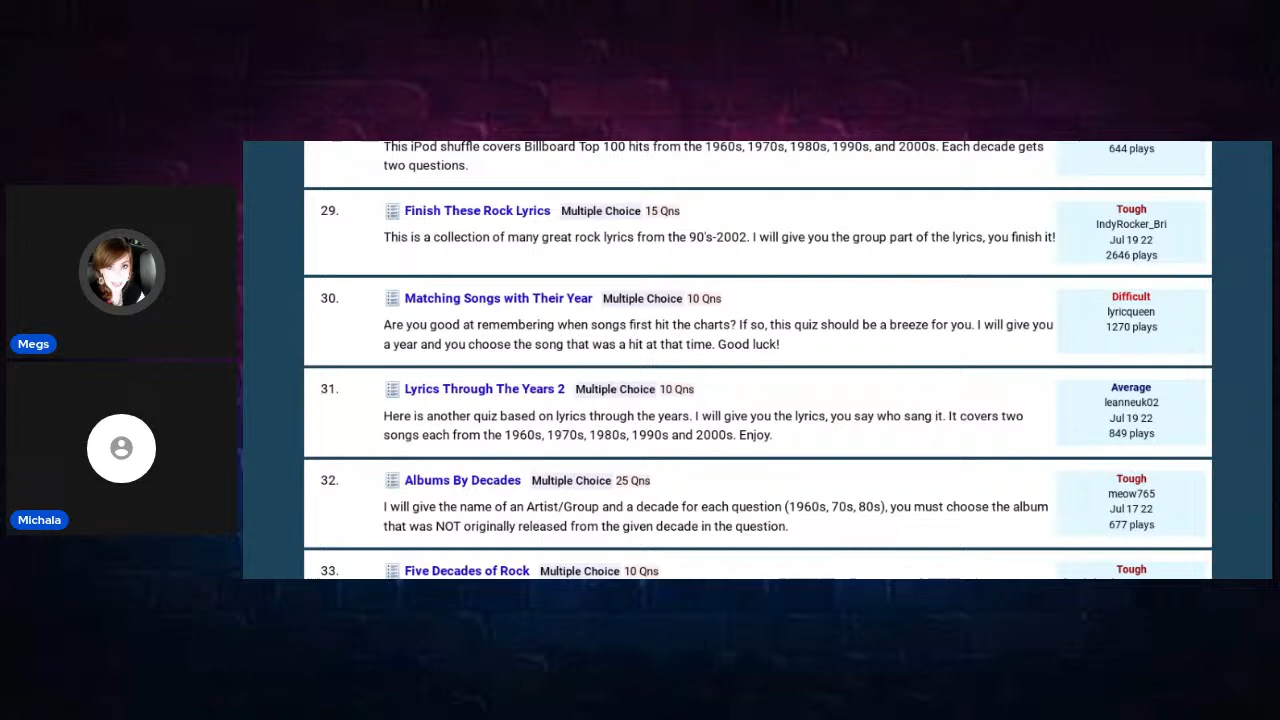 This iPod shuffle covers Billboard Top 100 hits from the 1960s, 1970s, 1980s, 1990s, and 2000s. Each decade gets
two questions.
644 plays
29.
Finish These Rock Lyrics Multiple Choice 15 Qns
This is a collection of many great rock lyrics from the 90's-2002. I will give you the group part of the lyrics, you finish it!
Tough
IndyRocker_Bri
Jul 19 22
2646 plays
30.
Matching Songs with Their Year Multiple Choice 10 Qns
Are you good at remembering when songs first hit the charts? If so, this quiz should be a breeze for you. I will give you
a year and you choose the song that was a hit at that time. Good luck!
Difficult
lyricqueen
1270 plays
Megs
31.
Lyrics Through The Years 2 Multiple Choice 10 Qns
Here is another quiz based on lyrics through the years. I will give you the lyrics, you say who sang it. It covers two
songs each from the 1960s, 1970s, 1980s, 1990s and 2000s. Enjoy.
Average
leanneuk02
Jul 19 22
849 plays
32.
Albums By Decades Multiple Choice 25 Qns
I will give the name of an Artist/Group and a decade for each question (1960s, 70s, 80s), you must choose the album
that was NOT originally released from the given decade in the question.
Tough
meow765
Jul 17 22
677 plays
Michala
33.
Five Decades of Rock Multiple Choice 10 Qns
Tough